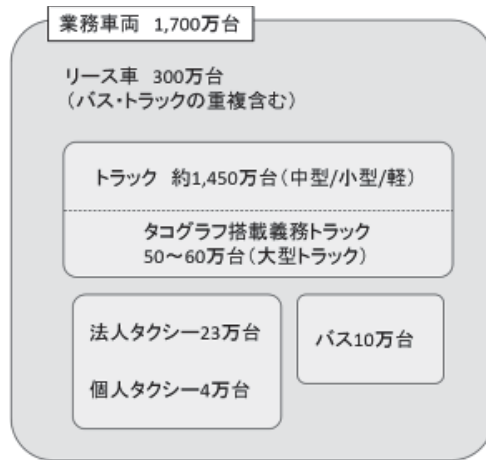 業務車両 1,700万台
リース車 300万台
（バス・トラックの重複含む）
トラック 約1,450万台（中型/小型/軽）
タコグラフ搭載義務トラック
50～60万台（大型トラック）
法人タクシー23万台
バス10万台
個人タクシー4万台